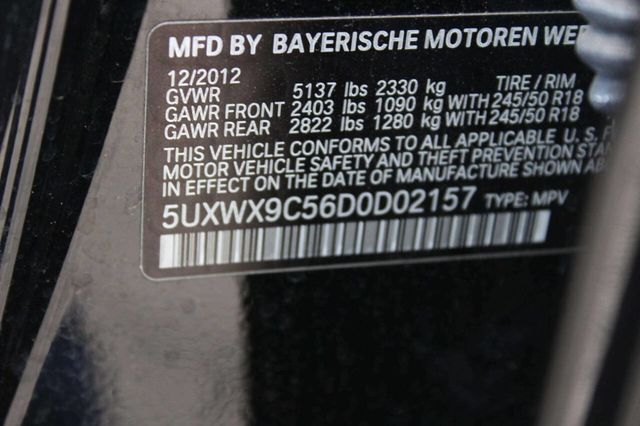 MFD BY BAYERISCHE MOTOREN
12/2012 TIRE / RIM
GVWR 5137 lbs 2330 kg
GAWR FRONT 2403 lbs 1090 kg WITH 245/50 R18
GAWR REAR 2822 lbs 1280 kg WITH 245/50 R18
THIS VEHICLE CONFORMS TO ALL APPLICABLE U. S.
MOTOR VEHICLE SAFETY AND THEFT PREVENTION
IN EFFECT ON THE DATE OF MANUFACTURE SHOWN
5UXWX9C56D0D02157 TYPE: MPV